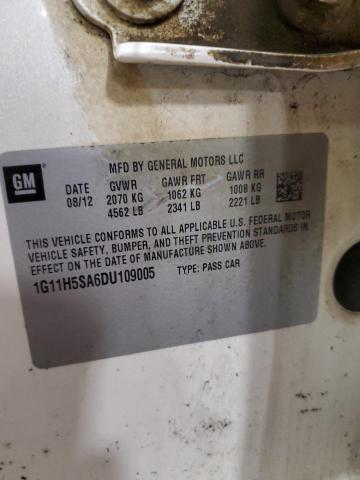 MFD BY GENERAL MOTORS LLC
GM
DATE GVWR GAWR FRT GAWR RR
08/12 2070 KG 1062 KG 1008 KG
4562 LB 2341 LB 2221 LB
THIS VEHICLE CONFORMS TO ALL APPLICABLE U.S. FEDERAL MOTOR
VEHICLE SAFETY, BUMPER, AND THEFT PREVENTION STANDARDS IN
EFFECT ON THE DATE OF MANUFACTURE SHOWN ABOVE.
1G11H5SA6DU109005 TYPE: PASS CAR